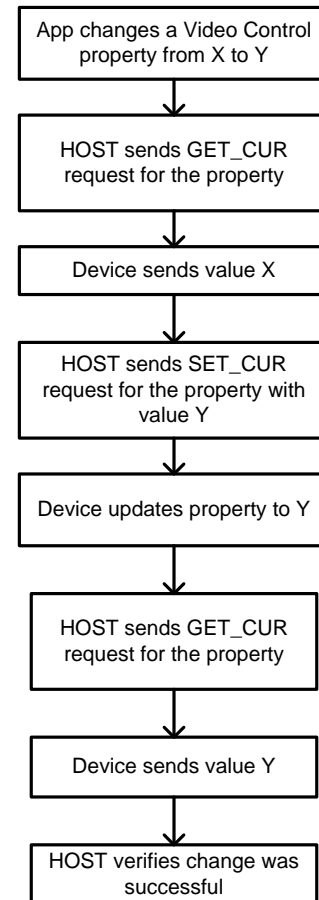 App changes a Video Control
property from X to Y
HOST sends GET_CUR
request for the property
Device sends value X
HOST sends SET_CUR
request for the property with
value Y
Device updates property to Y
HOST sends GET_CUR
request for the property
Device sends value Y
HOST verifies change was
successful